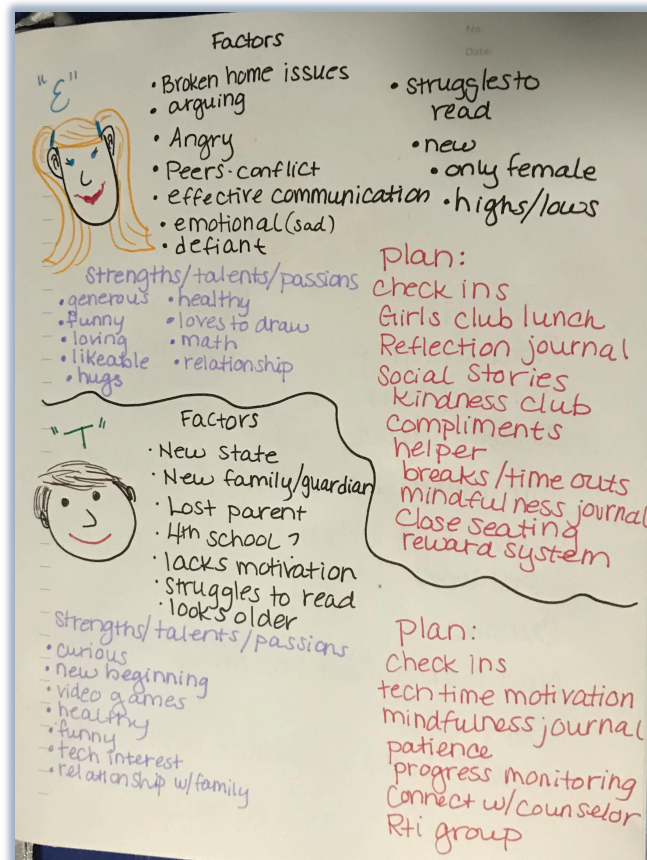 No.
Date.
Factors
"E"
• Broken home issues
• arguing
• Angry
• Peers-conflict
• effective communication
• emotional (sad)
• defiant
• struggles to
read
• new
• only female
• highs/lows
Strengths/talents/passions
• generous
• funny
• loving
• likeable
• hugs
• healthy
• loves to draw
• math
• relationship
plan:
check ins
Girls club lunch
Reflection journal
Social Stories
kindness club
compliments
helper
breaks/time outs
mindfulness journal
close seating
reward system
"T"
Factors
• New state
• New family/guardian
• Lost parent
• 4th school ?
• lacks motivation
• Struggles to read
• looks older
Strengths/talents/passions
• curious
• new beginning
• video games
• healthy
• funny
• tech interest
• relationship w/family
plan:
check ins
tech time motivation
mindfulness journal
patience
progress monitoring
Connect w/counselor
Rti group